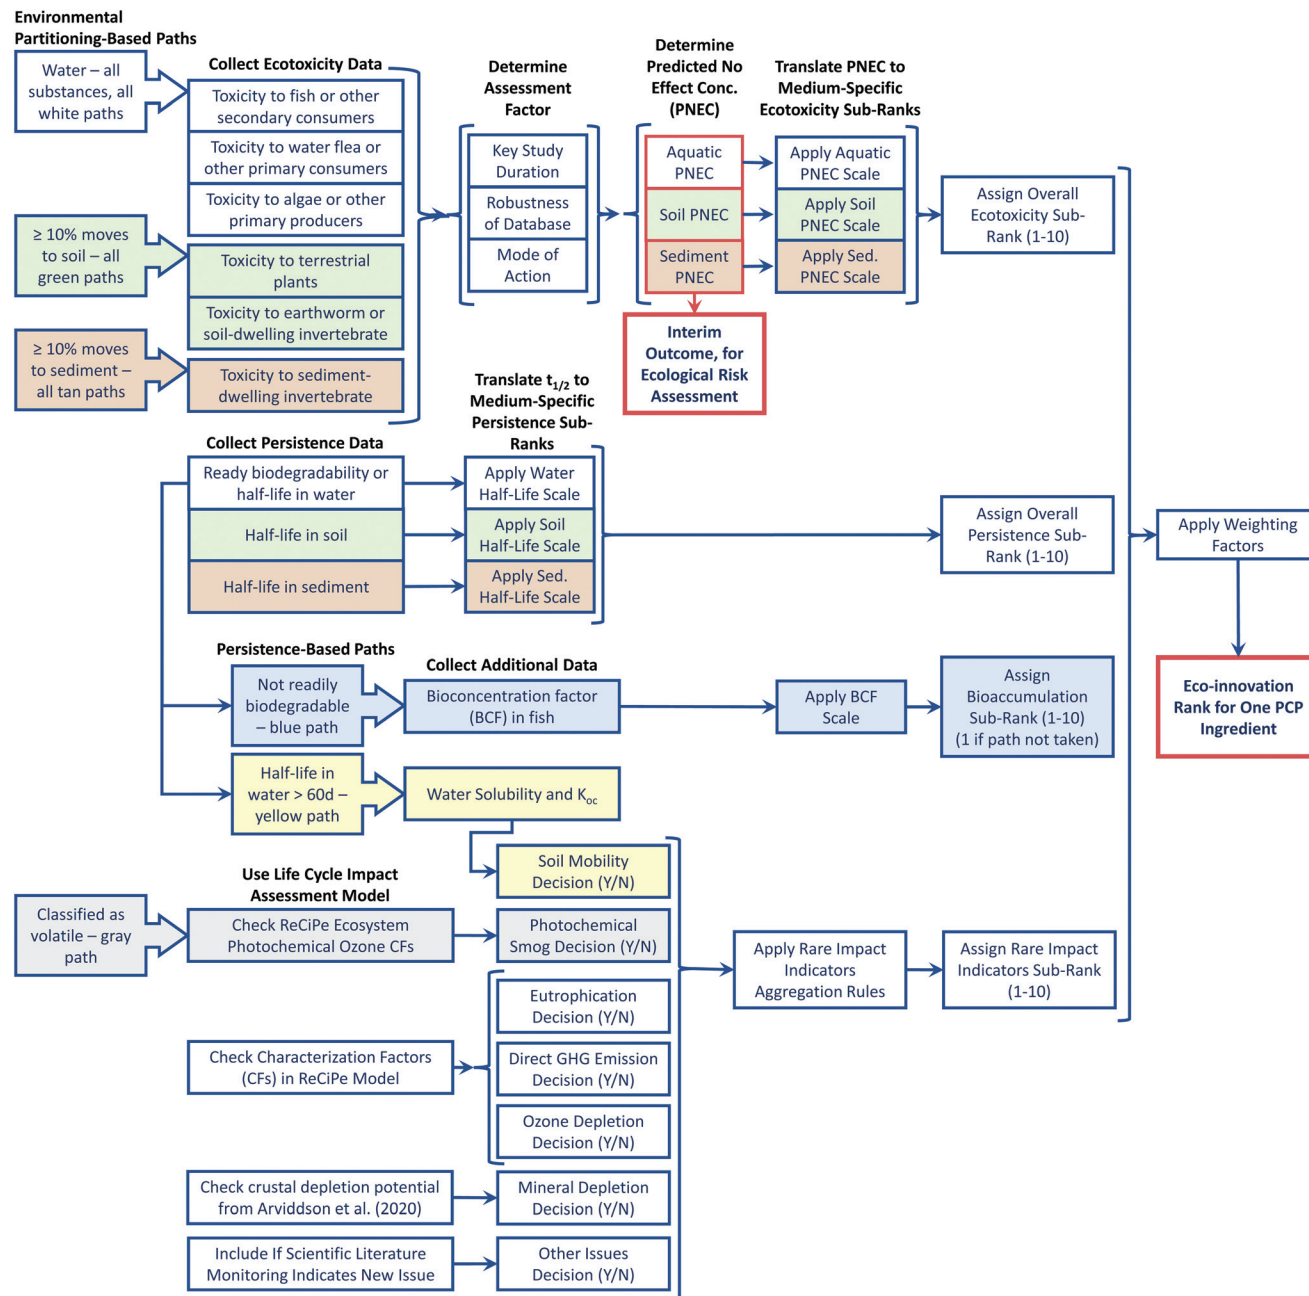 Environmental
Partitioning-Based Paths
Water – all
substances, all
white paths
≥ 10% moves
to soil – all
green paths
≥ 10% moves
to sediment –
all tan paths
Collect Ecotoxicity Data
Toxicity to fish or other
secondary consumers
Toxicity to water flea or
other primary consumers
Toxicity to algae or other
primary producers
Toxicity to terrestrial
plants
Toxicity to earthworm or
soil-dwelling invertebrate
Toxicity to sediment-
dwelling invertebrate
Determine
Assessment
Factor
Key Study
Duration
Robustness
of Database
Mode of
Action
Determine
Predicted No
Effect Conc.
(PNEC)
Aquatic
PNEC
Soil PNEC
Sediment
PNEC
Interim
Outcome, for
Ecological Risk
Assessment
Translate PNEC to
Medium-Specific
Ecotoxicity Sub-Ranks
Apply Aquatic
PNEC Scale
Apply Soil
PNEC Scale
Apply Sed.
PNEC Scale
Assign Overall
Ecotoxicity Sub-
Rank (1-10)
Collect Persistence Data
Ready biodegradability or
half-life in water
Half-life in soil
Half-life in sediment
Translate t1/2 to
Medium-Specific
Persistence Sub-
Ranks
Apply Water
Half-Life Scale
Apply Soil
Half-Life Scale
Apply Sed.
Half-Life Scale
Assign Overall
Persistence Sub-
Rank (1-10)
Apply Weighting
Factors
Eco-innovation
Rank for One PCP
Ingredient
Persistence-Based Paths
Not readily
biodegradable
– blue path
Half-life in
water > 60d –
yellow path
Collect Additional Data
Bioconcentration factor
(BCF) in fish
Water Solubility and Koc
Apply BCF
Scale
Assign
Bioaccumulation
Sub-Rank (1-10)
(1 if path not taken)
Soil Mobility
Decision (Y/N)
Classified as
volatile – gray
path
Use Life Cycle Impact
Assessment Model
Check ReCiPe Ecosystem
Photochemical Ozone CFs
Photochemical
Smog Decision (Y/N)
Check Characterization Factors
(CFs) in ReCiPe Model
Eutrophication
Decision (Y/N)
Direct GHG Emission
Decision (Y/N)
Ozone Depletion
Decision (Y/N)
Check crustal depletion potential
from Arviddson et al. (2020)
Mineral Depletion
Decision (Y/N)
Include If Scientific Literature
Monitoring Indicates New Issue
Other Issues
Decision (Y/N)
Apply Rare Impact
Indicators
Aggregation Rules
Assign Rare Impact
Indicators Sub-Rank
(1-10)